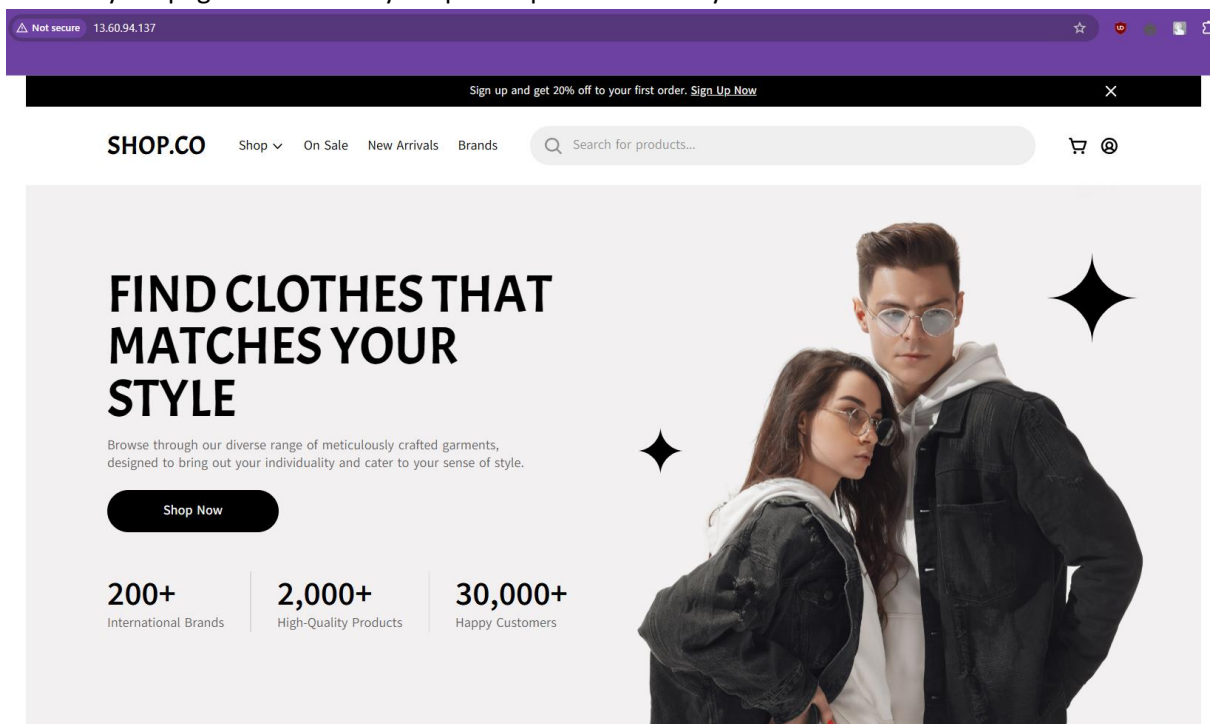 Not secure 13.60.94.137
Sign up and get 20% off to your first order. Sign Up Now
SHOP.CO Shop On Sale New Arrivals Brands Search for products...
FIND CLOTHES THAT
MATCHES YOUR
STYLE
Browse through our diverse range of meticulously crafted garments,
designed to bring out your individuality and cater to your sense of style.
Shop Now
200+ 2,000+ 30,000+
International Brands High-Quality Products Happy Customers